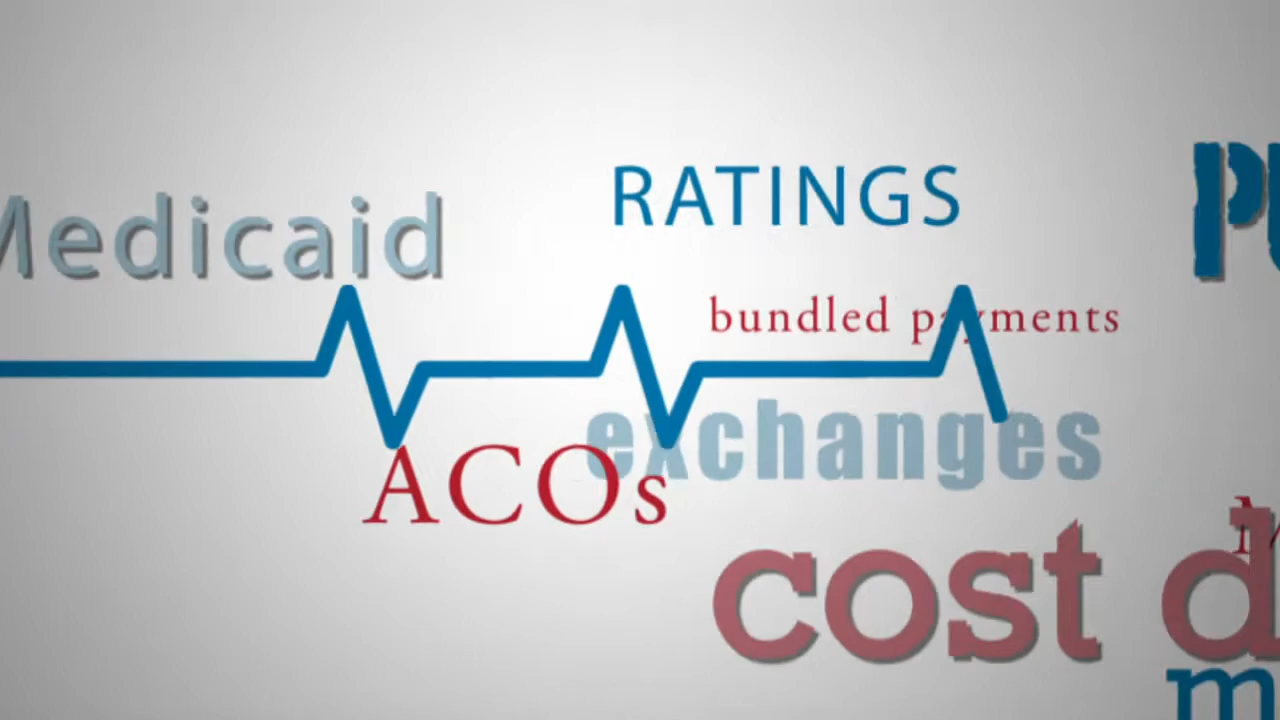 RATINGS
Medicaid
bundled payments
exchanges
ACOs
cost